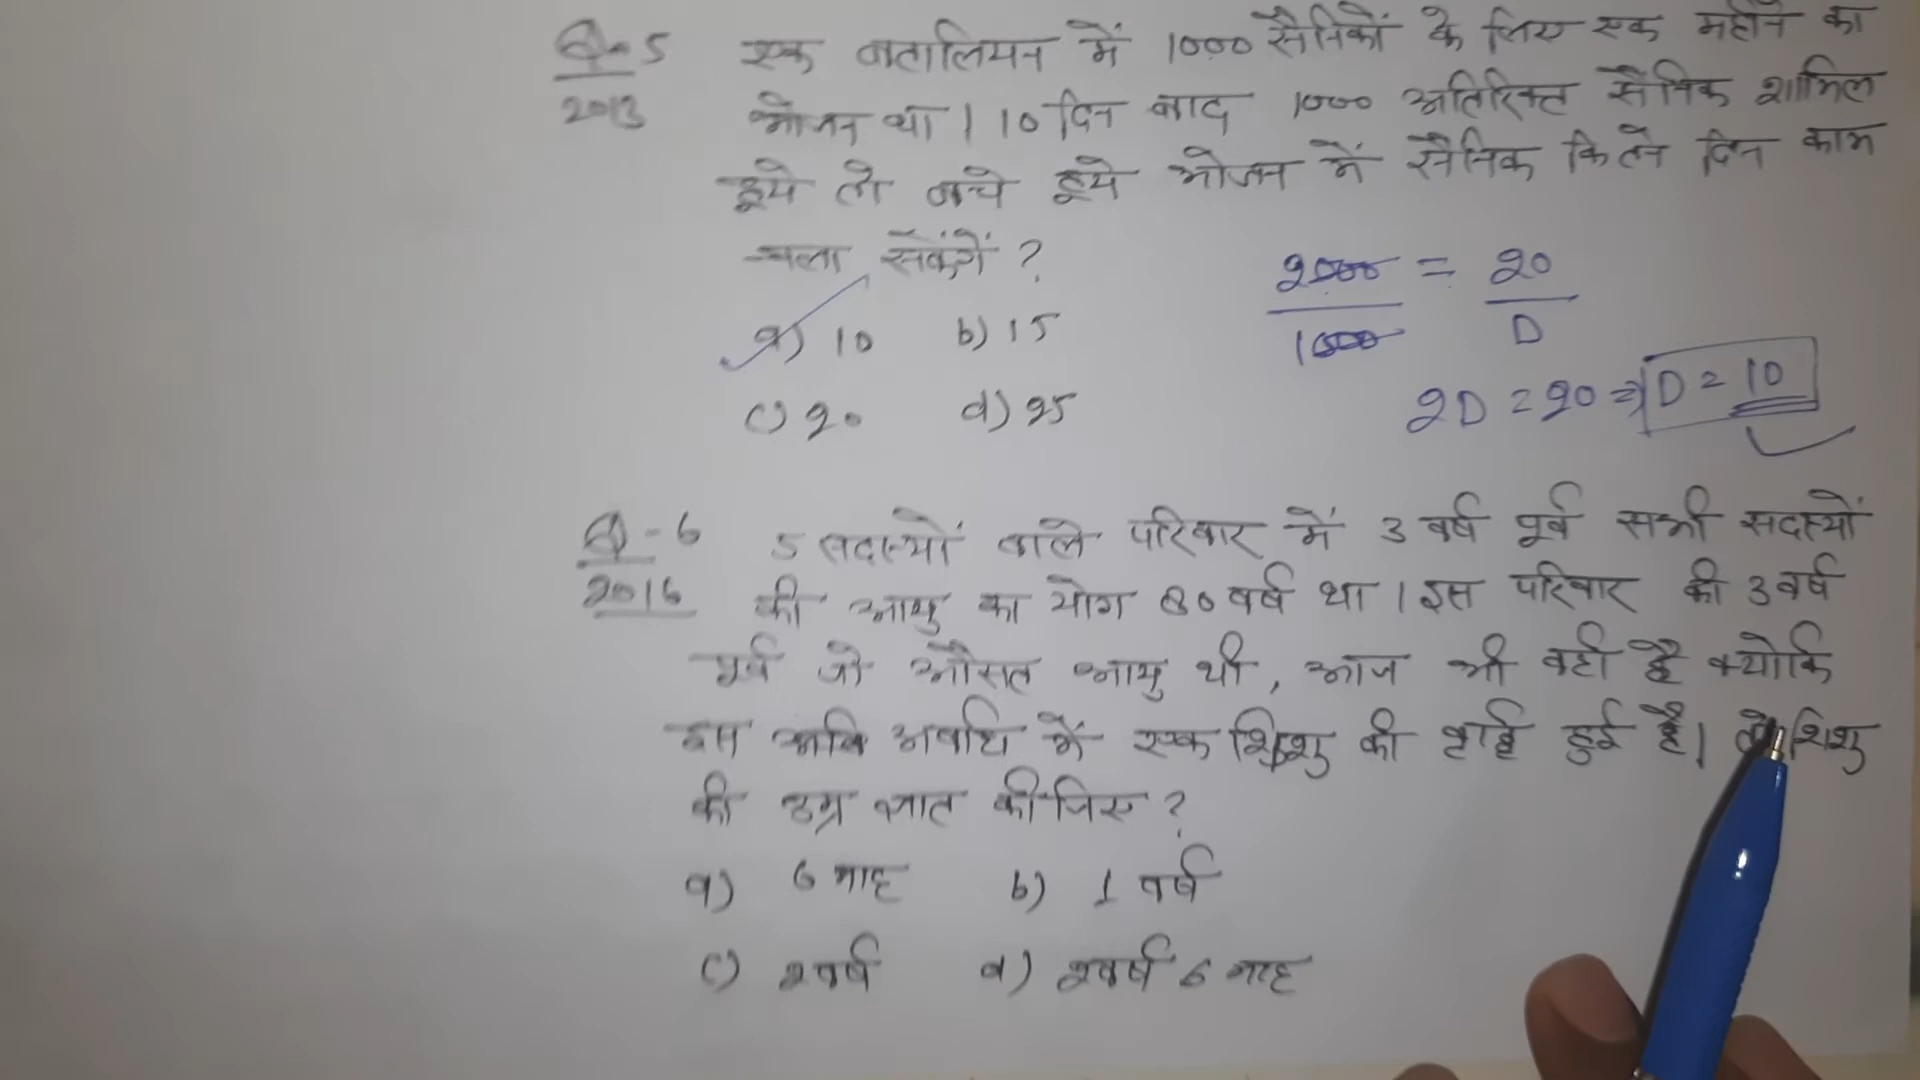 Q-5 एक बतालियन में 1000 सैनिकों के लिए एक महीने का
2013 भोजन था। 10 दिन बाद 1000 अतिरिक्त सैनिक शामिल
हुये तो बचे हुये भोजन में सैनिक कितने दिन काम
चला सकेंगें ?
a) 10 b) 15
c) 20 d) 25
2000/1000 = 20/D
2D = 20 ⇒ D = 10
Q-6 5 सदस्यों वाले परिवार में 3 वर्ष पूर्व सभी सदस्यों
2016 की आयु का योग 80 वर्ष था। इस परिवार की 3 वर्ष
पूर्व जो औसत आयु थी, आज भी वही है क्योकि
इस अवधि में एक शिशु की वृद्धि हुई है। तो शिशु
की उम्र ज्ञात कीजिए ?
a) 6 माह b) 1 वर्ष
c) 2 वर्ष d) 2 वर्ष 6 माह